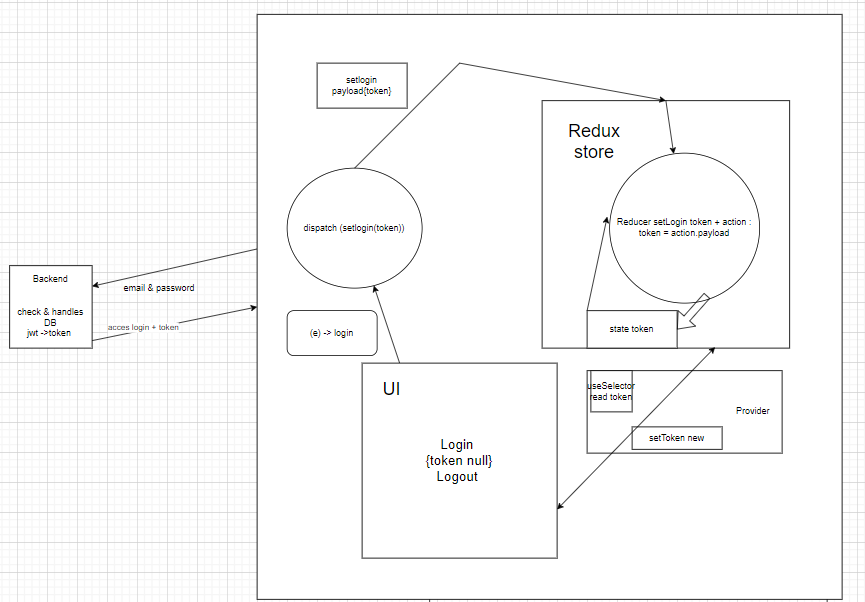 setlogin
payload{token}
Redux
store
dispatch (setlogin(token))
Reducer setLogin token + action :
token = action.payload
Backend
check & handles
DB
jwt ->token
email & password
acces login + token
(e) -> login
state token
UI
Login
{token null}
Logout
useSelector
read token
Provider
setToken new